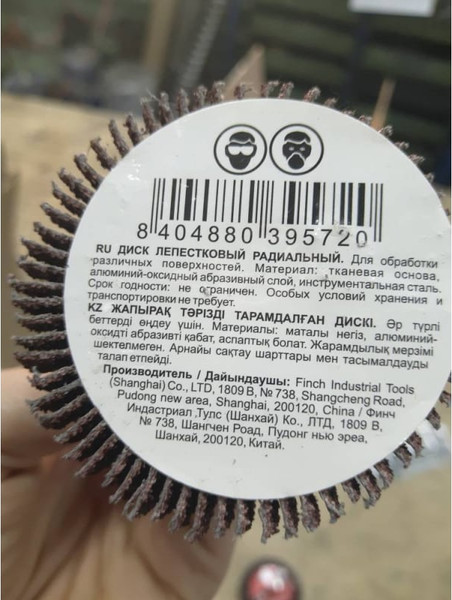 8 404880 395720
RU ДИСК ЛЕПЕСТКОВЫЙ РАДИАЛЬНЫЙ. Для обработки
различных поверхностей. Материал: тканевая основа,
алюминий-оксидный абразивный слой, инструментальная сталь.
Срок годности: не ограничен. Особых условий хранения и
транспортировки не требует.
KZ ЖАПЫРАҚ ТӘРІЗДІ ТАРАМДАЛҒАН ДИСКІ. Әр түрлі
беттерді өңдеу үшін. Материалы: маталы негіз, алюминий-
оксидті абразивті қабат, аспаптық болат. Жарамдылық мерзімі
шектелмеген. Арнайы сақтау шарттары мен тасымалдауды
талап етпейді.
Производитель / Дайындаушы: Finch Industrial Tools
(Shanghai) Co., LTD, 1809 B, № 738, Shangcheng Road,
Pudong new area, Shanghai, 200120, China / Финч
Индастриал Тулс (Шанхай) Ко., ЛТД, 1809 В,
№ 738, Шангчен Роад, Пудонг нью эреа,
Шанхай, 200120, Китай.